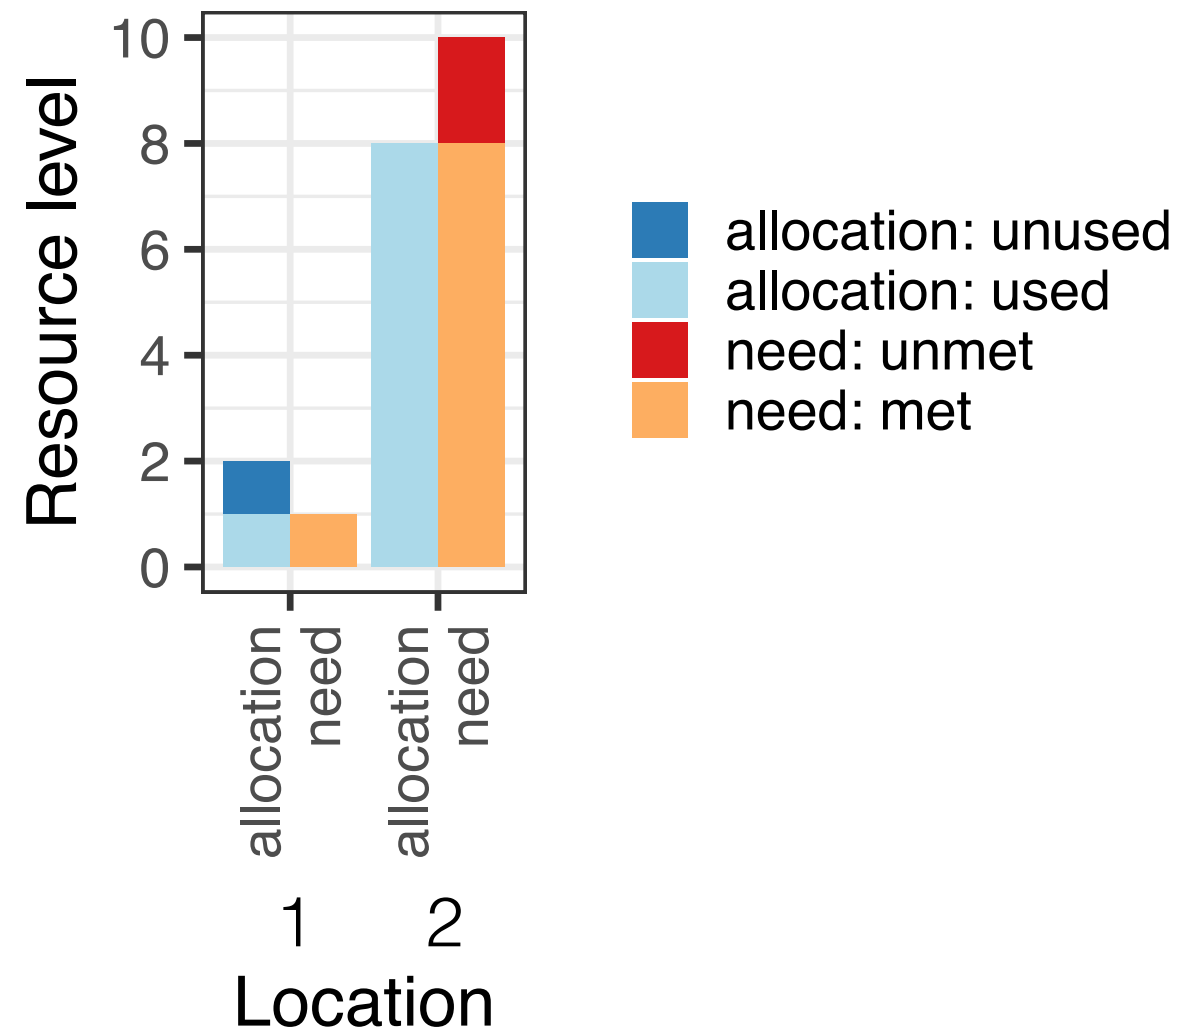 Resource level
10
8
6
4
2
0
allocation
need
allocation
need
1
2
Location
allocation: unused
allocation: used
need: unmet
need: met